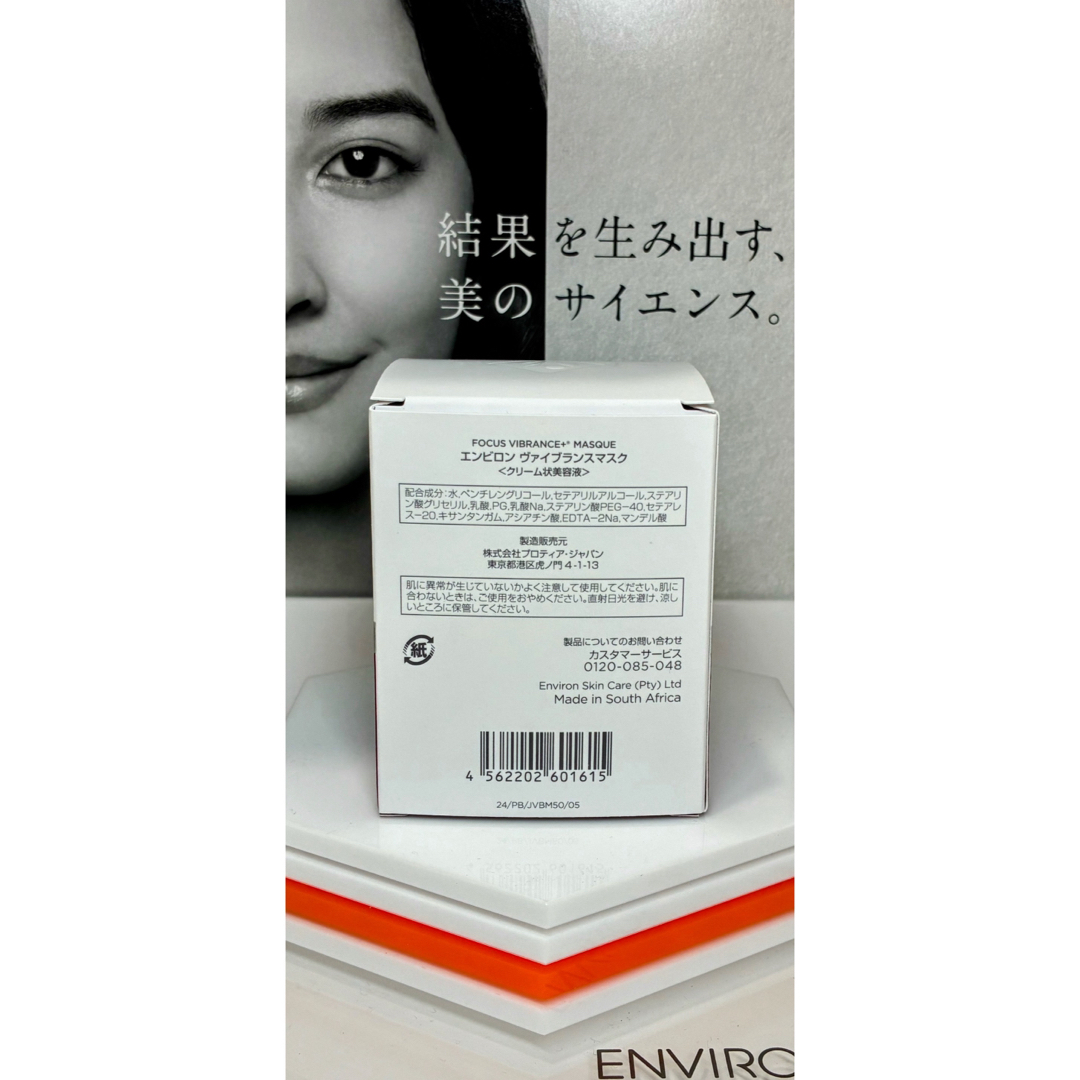 結果を生み出す、
美のサイエンス。
FOCUS VIBRANCE+® MASQUE
エンビロン ヴァイブランスマスク
<クリーム状美容液>
配合成分:水,ペンチレングリコール,セテアリルアルコール,ステアリ
ン酸グリセリル,乳酸,PG,乳酸Na,ステアリン酸PEG-40,セテアレ
ス-20,キサンタンガム,アシアチン酸,EDTA-2Na,マンデル酸
製造販売元
株式会社プロティア・ジャパン
東京都港区虎ノ門4-1-13
肌に異常が生じていないかよく注意して使用してください。肌に
合わないときは、ご使用をおやめください。直射日光を避け、涼し
いところに保管してください。
紙
製品についてのお問い合わせ
カスタマーサービス
0120-085-048
Environ Skin Care (Pty) Ltd
Made in South Africa
4 562202 601615
24/PB/JVBM50/05
ENVIRO